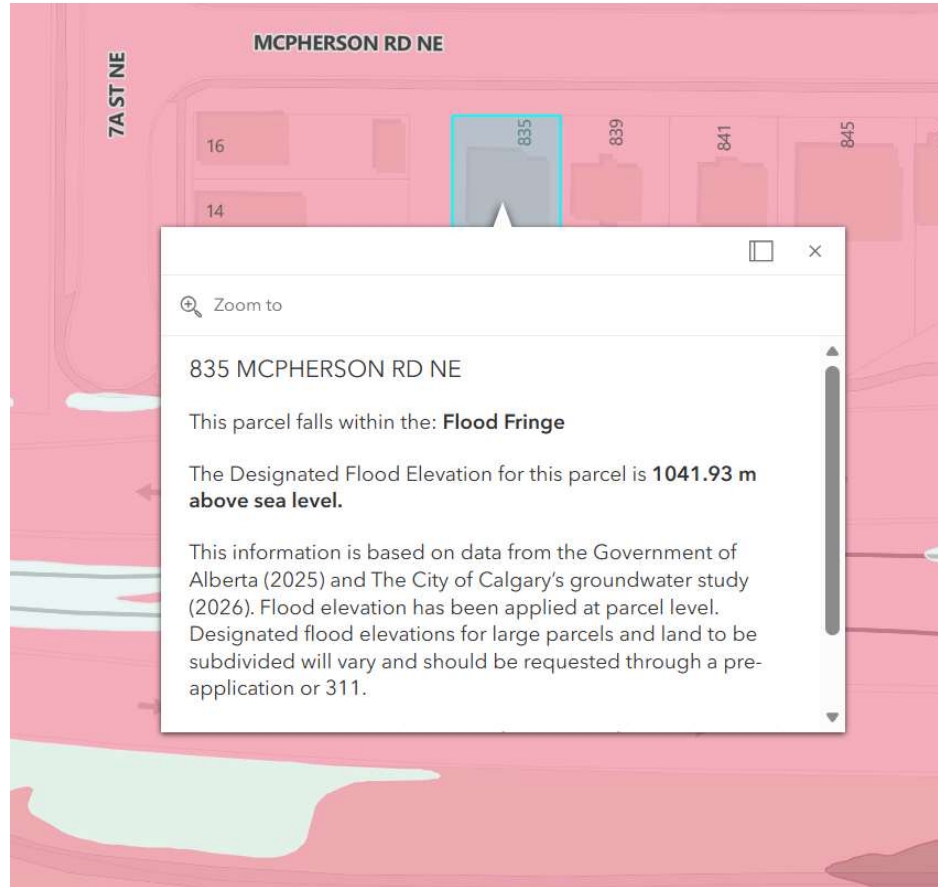 MCPHERSON RD NE
7A ST NE
16
835
839
841
845
14
Zoom to
835 MCPHERSON RD NE
This parcel falls within the: Flood Fringe
The Designated Flood Elevation for this parcel is 1041.93 m
above sea level.
This information is based on data from the Government of
Alberta (2025) and The City of Calgary’s groundwater study
(2026). Flood elevation has been applied at parcel level.
Designated flood elevations for large parcels and land to be
subdivided will vary and should be requested through a pre-
application or 311.